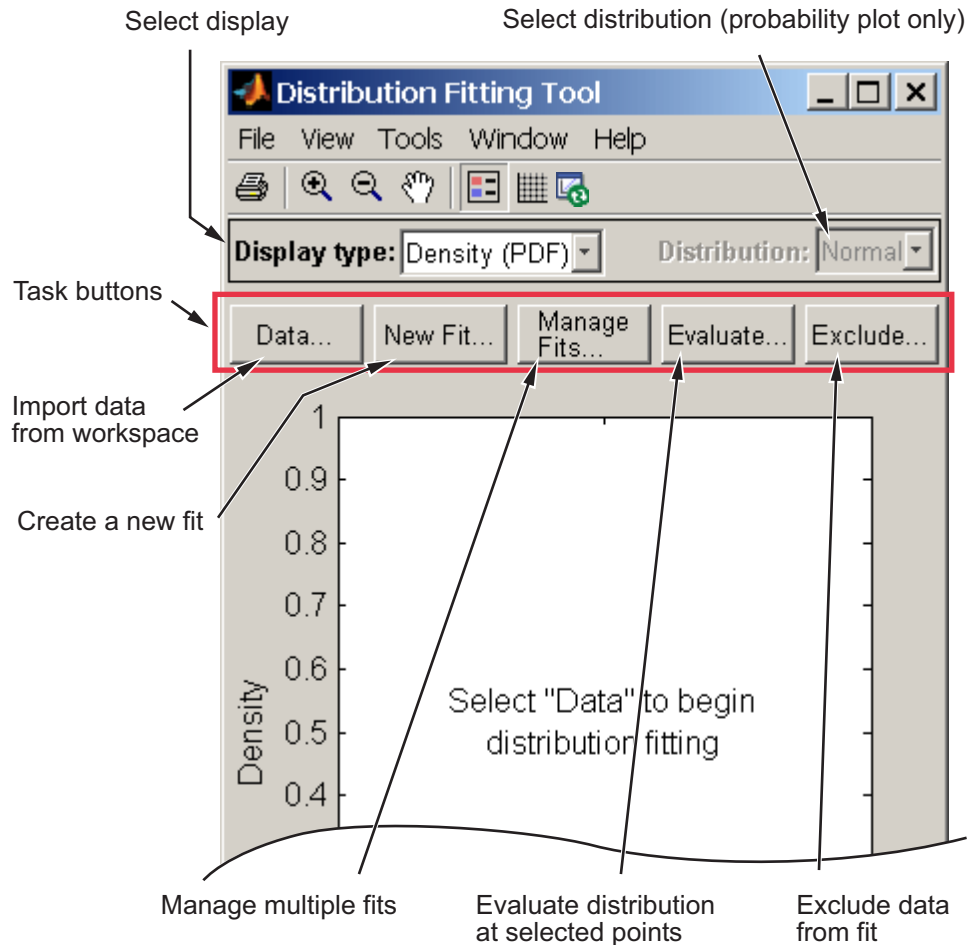 Select display
Select distribution (probability plot only)
Distribution Fitting Tool
File View Tools Window Help
Display type: Density (PDF) Distribution: Normal
Task buttons
Data... New Fit... Manage Fits... Evaluate... Exclude...
Import data
from workspace
Create a new fit
1
0.9
0.8
0.7
0.6
0.5
0.4
Density
Select "Data" to begin
distribution fitting
Manage multiple fits
Evaluate distribution
at selected points
Exclude data
from fit